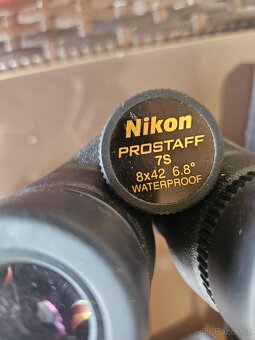 Nikon
PROSTAFF
7S
8x42 6.8°
WATERPROOF